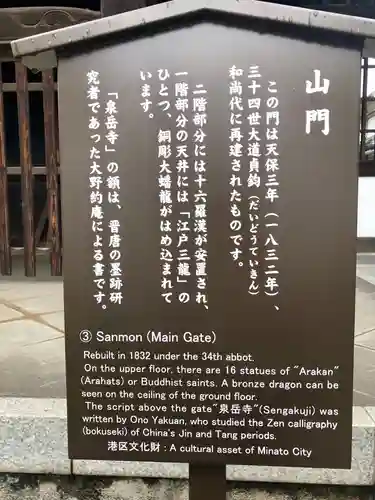 山門
この門は天保三年（一八三二年）、
三十四世大道貞鈞（だいどうていきん）
和尚代に再建されたものです。
二階部分には十六羅漢が安置され、
一階部分の天井には「江戸三龍」の
ひとつ、銅彫大蟠龍がはめ込まれて
います。
「泉岳寺」の額は、晋唐の墨跡研
究者であった大野約庵による書です。
③ Sanmon (Main Gate)
Rebuilt in 1832 under the 34th abbot.
On the upper floor, there are 16 statues of "Arakan"
(Arahats) or Buddhist saints. A bronze dragon can be
seen on the ceiling of the ground floor.
The script above the gate"泉岳寺"(Sengakuji) was
written by Ono Yakuan, who studied the Zen calligraphy
(bokuseki) of China's Jin and Tang periods.
港区文化財 : A cultural asset of Minato City